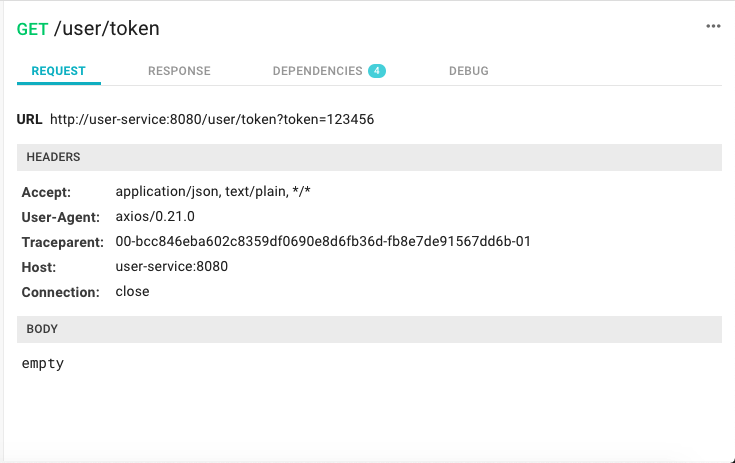 GET /user/token
REQUEST RESPONSE DEPENDENCIES 4 DEBUG
URL http://user-service:8080/user/token?token=123456
HEADERS
Accept: application/json, text/plain, */*
User-Agent: axios/0.21.0
Traceparent: 00-bcc846eba602c8359df0690e8d6fb36d-fb8e7de91567dd6b-01
Host: user-service:8080
Connection: close
BODY
empty